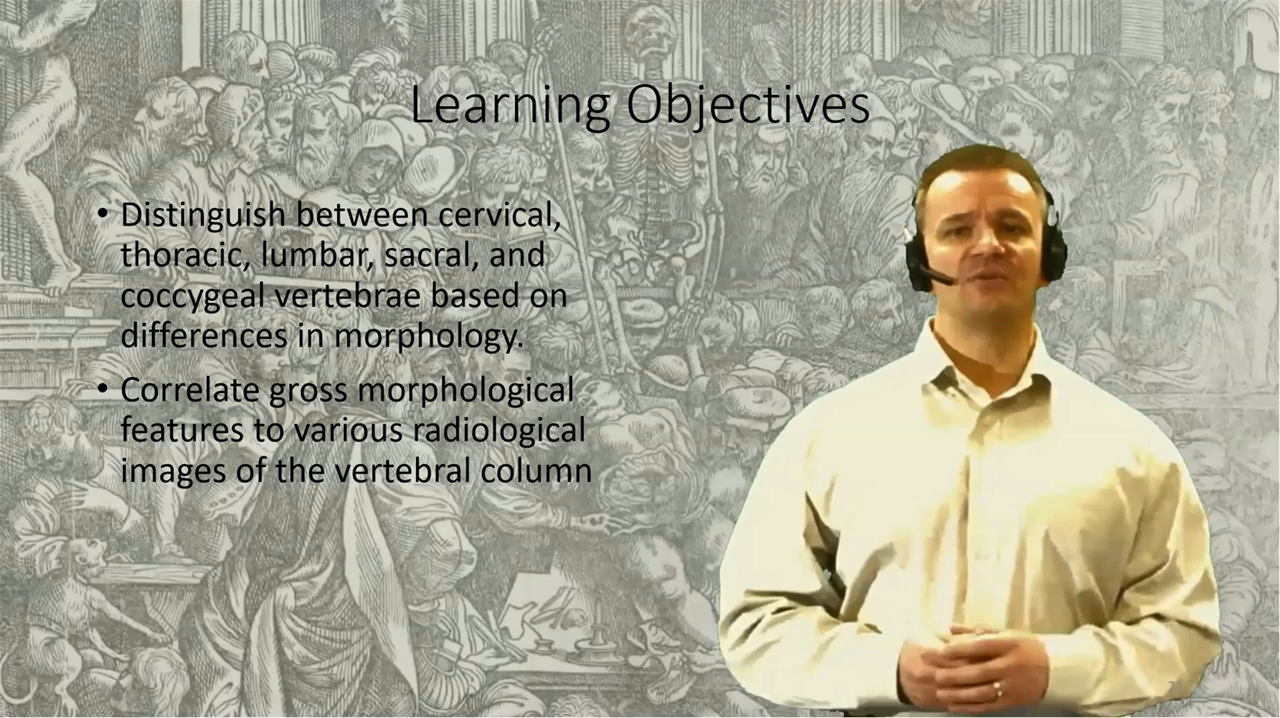 Learning Objectives
• Distinguish between cervical,
thoracic, lumbar, sacral, and
coccygeal vertebrae based on
differences in morphology.
• Correlate gross morphological
features to various radiological
images of the vertebral column